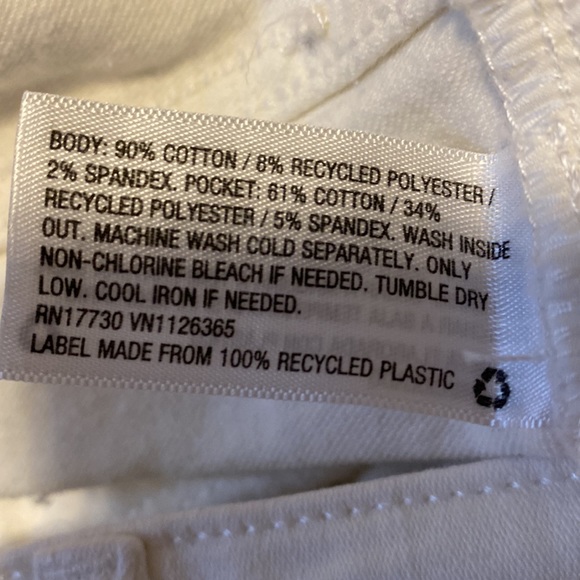 BODY: 90% COTTON / 8% RECYCLED POLYESTER /
2% SPANDEX. POCKET: 61% COTTON / 34%
RECYCLED POLYESTER / 5% SPANDEX. WASH INSIDE
OUT. MACHINE WASH COLD SEPARATELY. ONLY
NON-CHLORINE BLEACH IF NEEDED. TUMBLE DRY
LOW. COOL IRON IF NEEDED.
RN17730 VN1126365
LABEL MADE FROM 100% RECYCLED PLASTIC